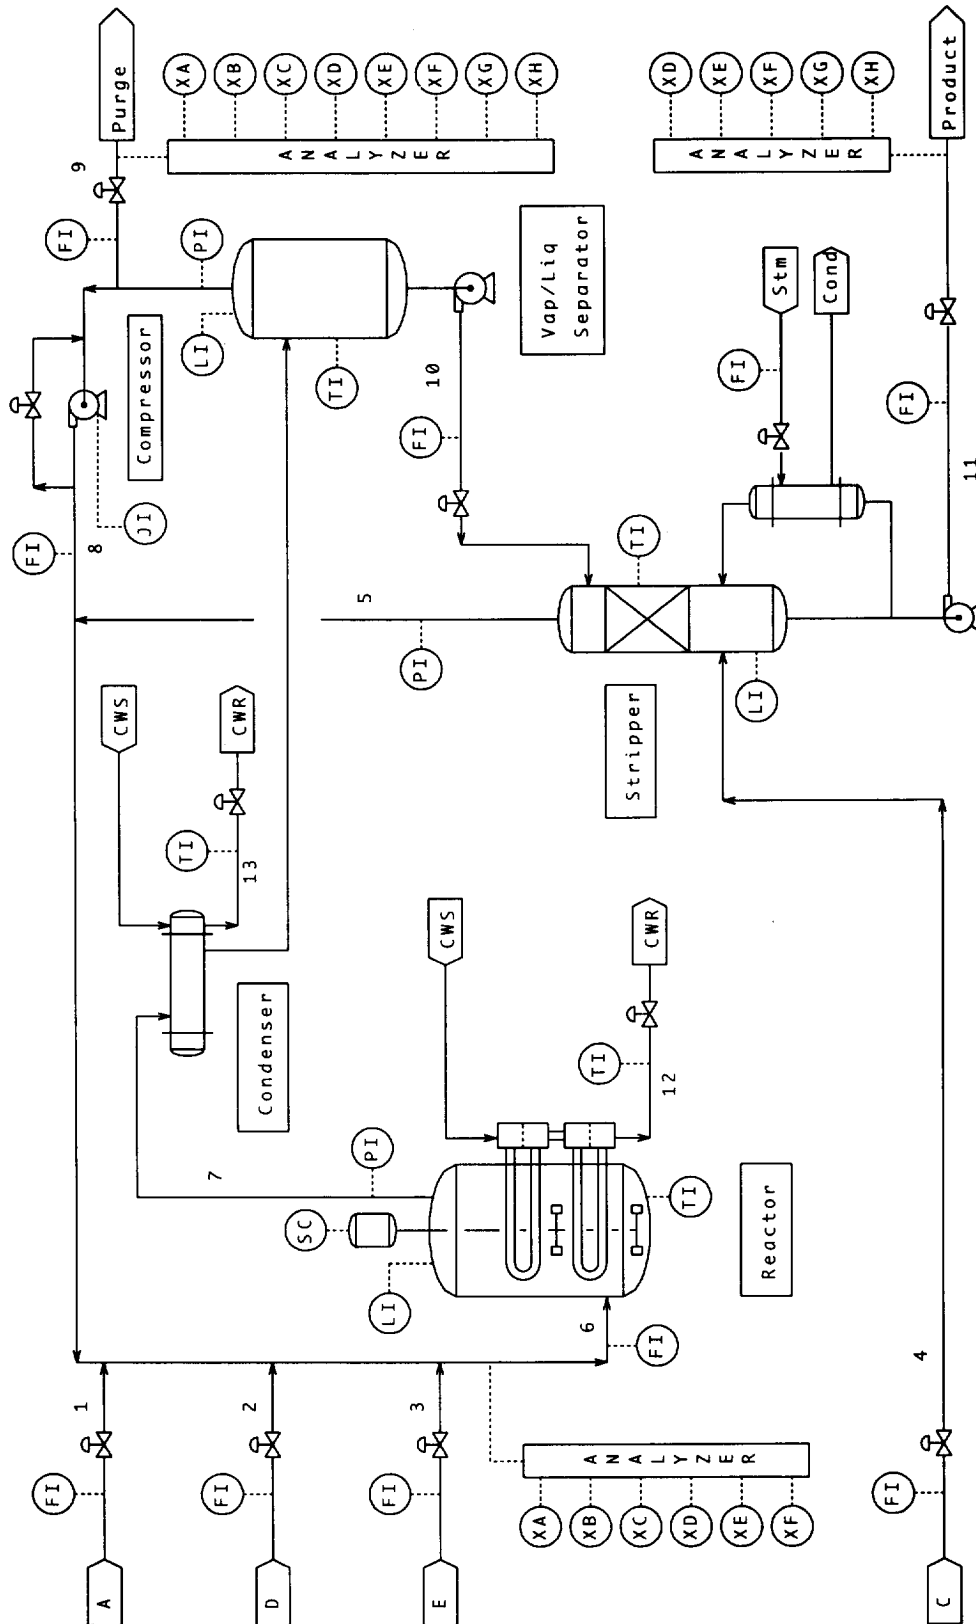 A
FI
1
D
FI
2
E
FI
3
C
FI
4
XA
XB
XC
XD
XE
XF
ANALYZER
6
FI
LI
SC
PI
TI
Reactor
7
12
TI
CWS
CWR
Condenser
CWS
CWR
TI
13
5
PI
Stripper
LI
TI
FI
8
JI
Compressor
LI
PI
TI
Vap/Liq
Separator
10
FI
FI
9
Purge
ANALYZER
XA
XB
XC
XD
XE
XF
XG
XH
FI
Stm
Cond
FI
11
Product
ANALYZER
XD
XE
XF
XG
XH